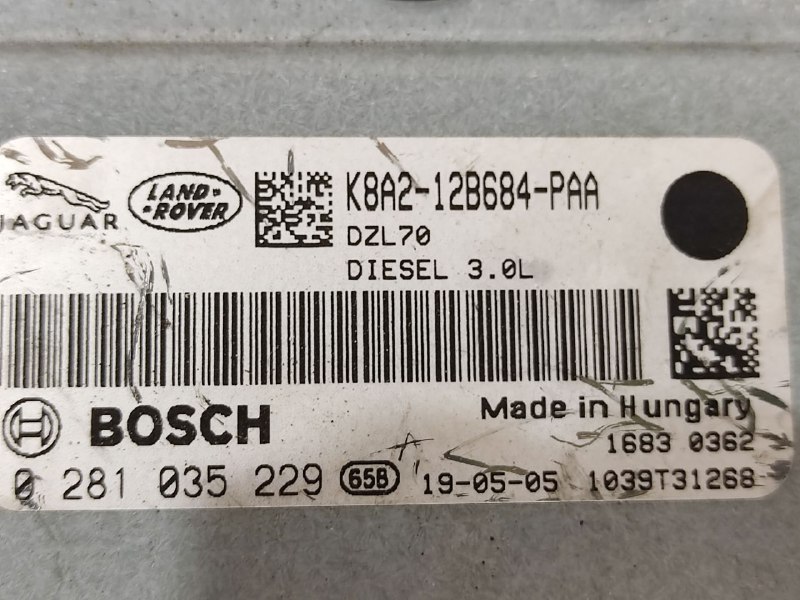 JAGUAR
LAND-
-ROVER
K8A2-12B684-PAA
DZL70
DIESEL 3.0L
BOSCH
Made in Hungary
1683 0362
0 281 035 229 65B 19-05-05 1039T31268